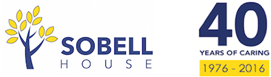 SOBELL
HOUSE
40
YEARS OF CARING
1976 - 2016